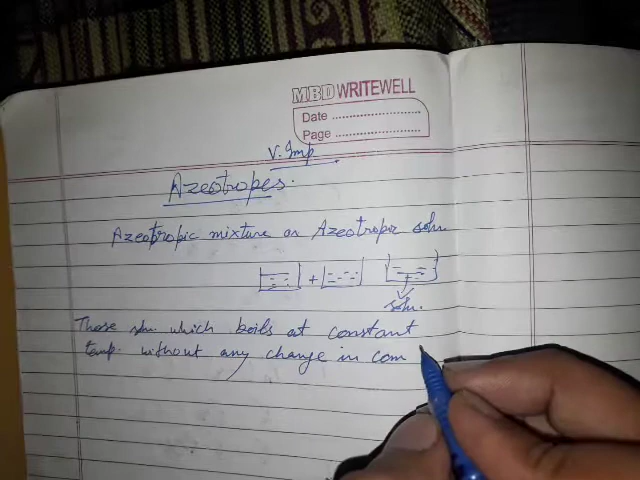 MBD WRITEWELL
Date
Page
V. Imp
Azeotropes.
Azeotropic mixture or Azeotropic soln.
+
soln.
Those soln. which boils at constant
temp. without any change in com